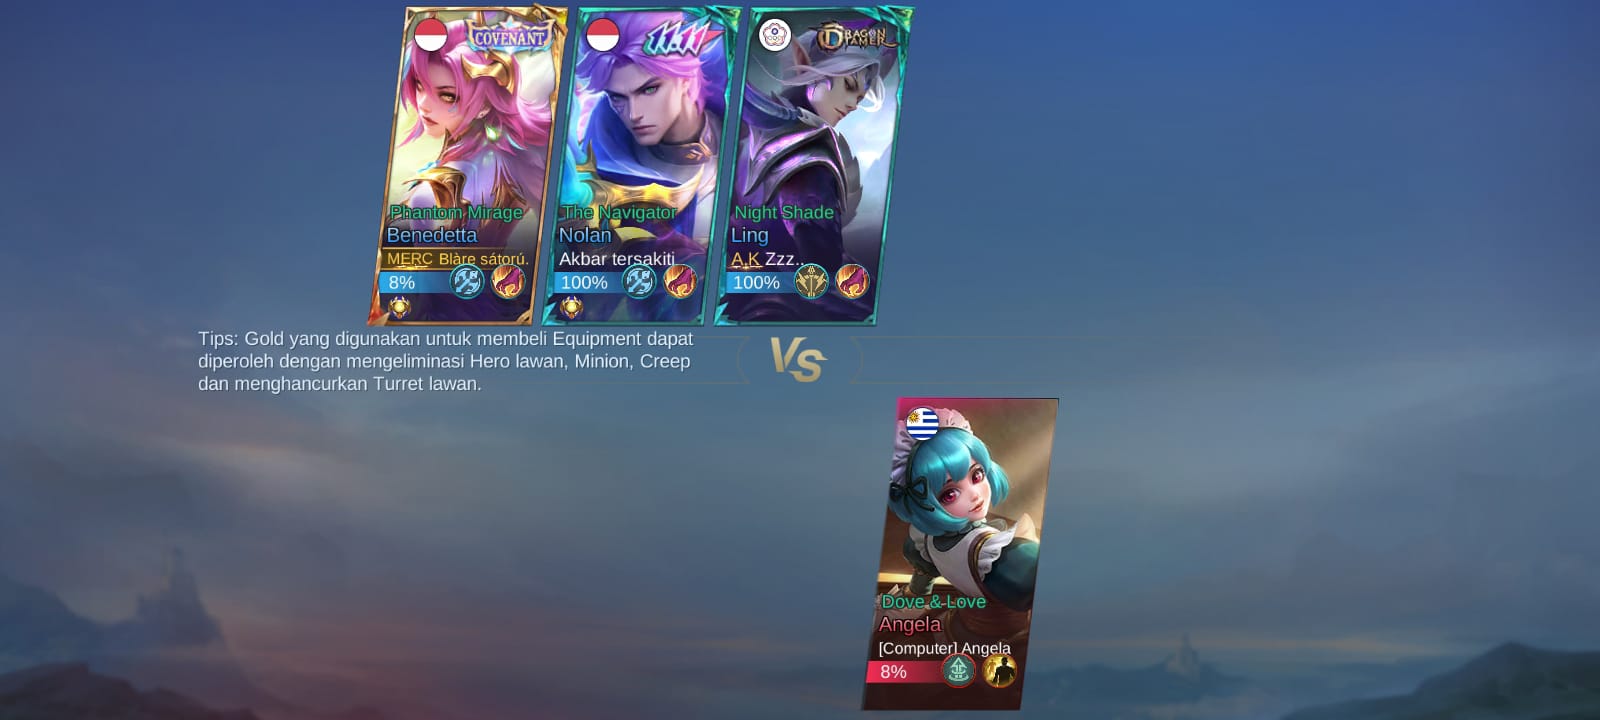 COVENANT
Phantom Mirage
Benedetta
MERC Blàre sátorú.
8%
11.11
The Navigator
Nolan
Akbar tersakiti
100%
DRAGON TAMER
Night Shade
Ling
A.K Zzz..
100%
Tips: Gold yang digunakan untuk membeli Equipment dapat
diperoleh dengan mengeliminasi Hero lawan, Minion, Creep
dan menghancurkan Turret lawan.
VS
Dove & Love
Angela
[Computer] Angela
8%